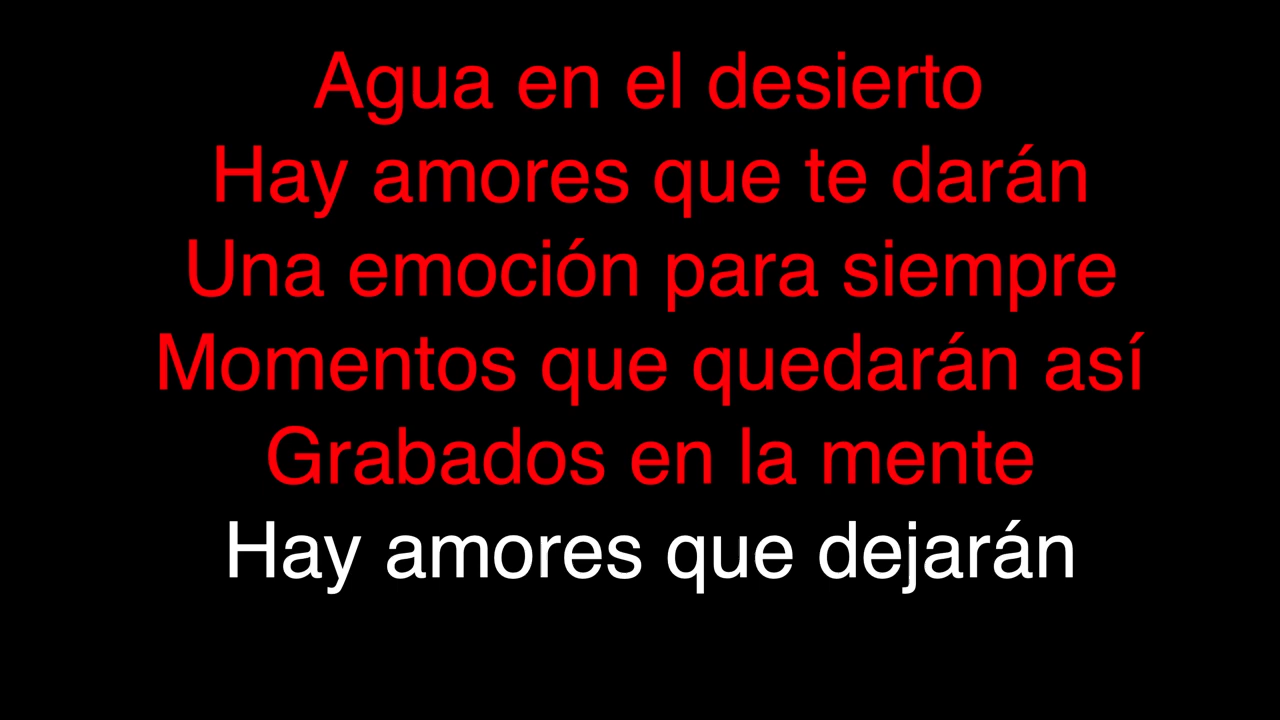 Agua en el desierto
Hay amores que te darán
Una emoción para siempre
Momentos que quedarán así
Grabados en la mente
Hay amores que dejarán